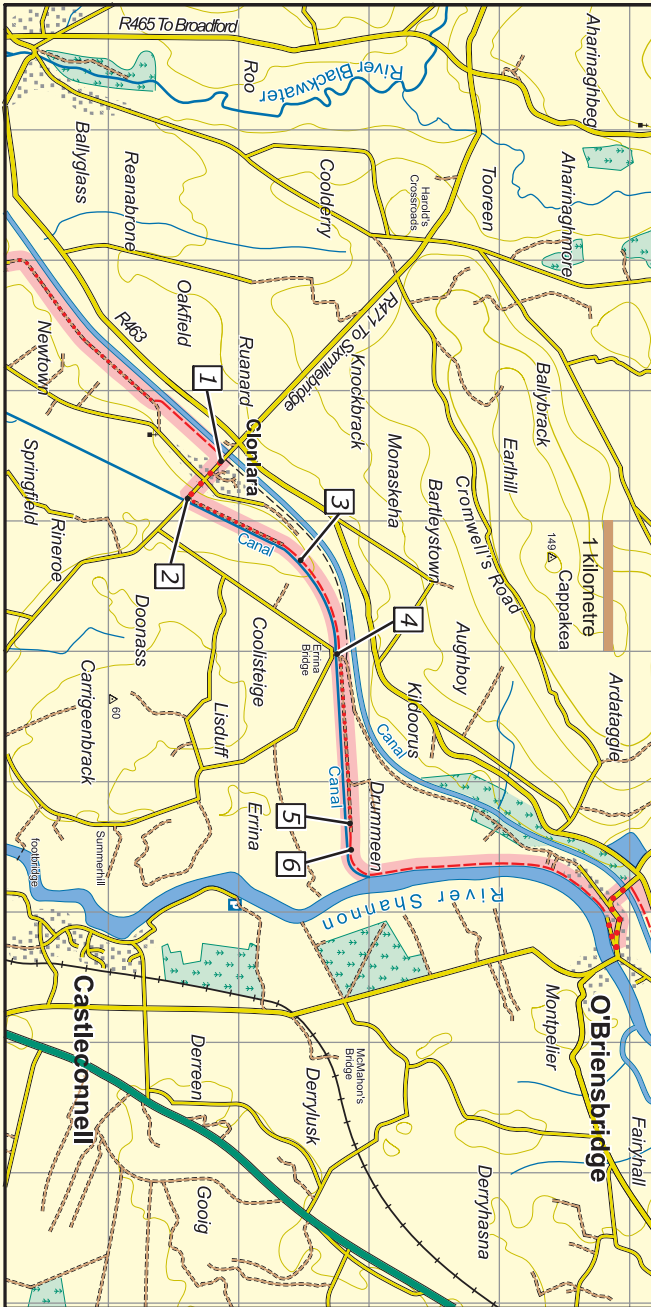 R465 To Broadford
Roo
River Blackwater
Aharinaghbeg
Ballyglass
Reanabrone
Coolderry
Harold's
Crossroads
Tooreen
Aharinaghmore
Newtown
R463
Oakfield
Ruanard
R471 To Sixmilebridge
Knockbrack
Ballybrack
Earlhill
1
Clonlara
Monaskeha
Bartleystown
Cromwell's Road
149
Cappakea
1 kilometre
Springfield
Rineroe
2
Canal
3
4
Doonass
Coolisteige
Errina
Bridge
Aughboy
Kildoorus
Ardataggle
Carrigeenbrack
60
Lisduff
Canal
Canal
Drummeen
Errina
5
6
Summerhill
footbridge
River Shannon
Castleconnell
O'Briensbridge
Montpelier
Derreen
Derrylusk
McMahon's
Bridge
Fairyhall
Gooig
Derryhasna